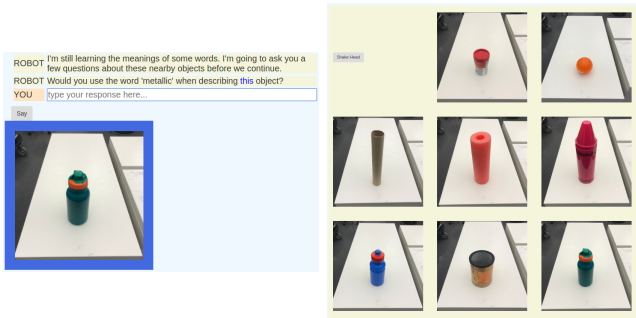 ROBOT I'm still learning the meanings of some words. I'm going to ask you a
few questions about these nearby objects before we continue.
ROBOT Would you use the word 'metallic' when describing this object?
YOU type your response here...
Say
Shake Head